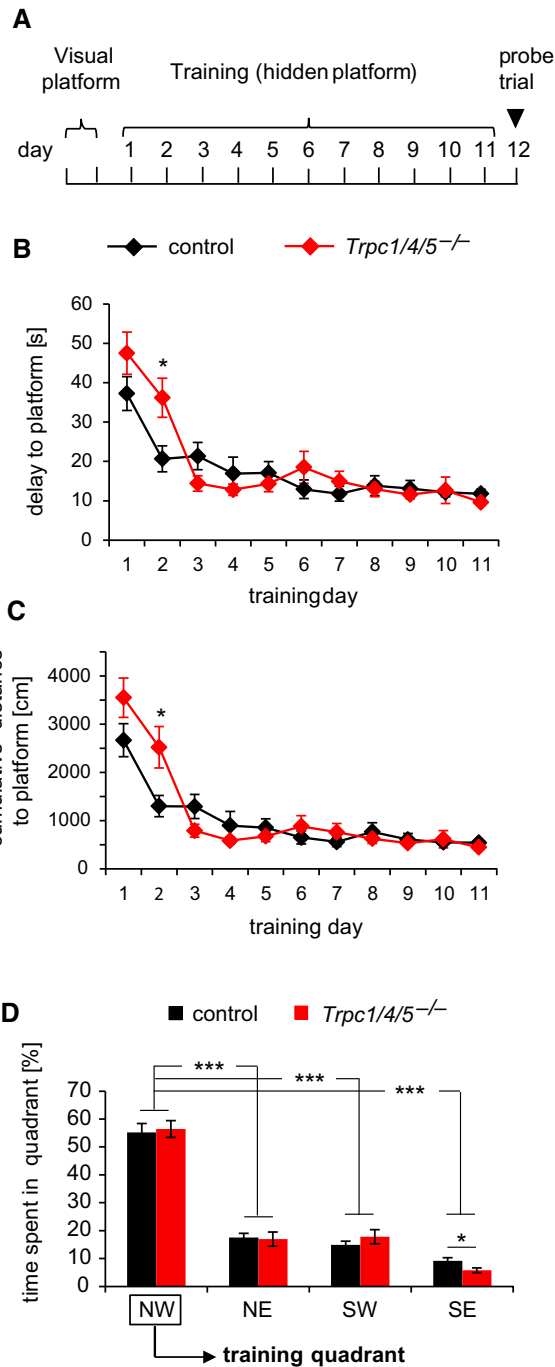 A
Visual platform
Training (hidden platform)
probe trial
day 1 2 3 4 5 6 7 8 9 10 11 12
B
control
Trpc1/4/5−/−
delay to platform [s]
60
50
40
30
20
10
0
*
1 2 3 4 5 6 7 8 9 10 11
trainingday
C
to platform [cm]
4000
3000
2000
1000
0
*
1 2 3 4 5 6 7 8 9 10 11
training day
D
control
Trpc1/4/5−/−
time spent in quadrant [%]
70
60
50
40
30
20
10
0
***
***
***
*
NW NE SW SE
training quadrant